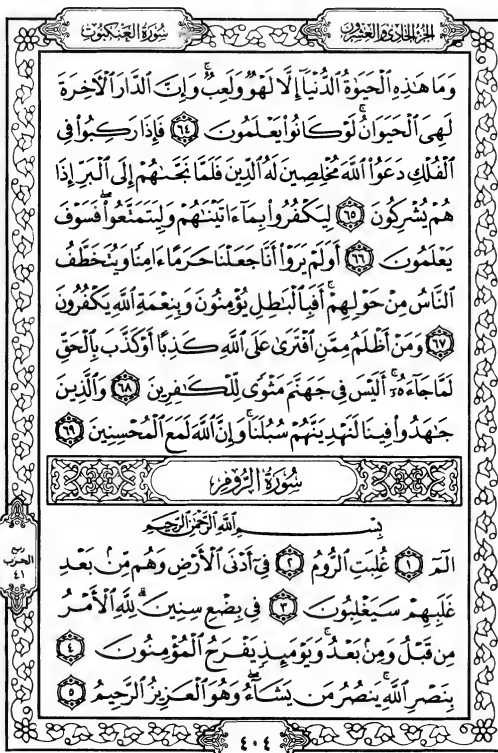 الجزء الحادي والعشرون
سورة العنكبوت
وَمَا هَٰذِهِ ٱلْحَيَوٰةُ ٱلدُّنْيَآ إِلَّا لَهْوٌ وَلَعِبٌ ۚ وَإِنَّ ٱلدَّارَ ٱلْءَاخِرَةَ
لَهِىَ ٱلْحَيَوَانُ ۚ لَوْ كَانُوا۟ يَعْلَمُونَ ٦٤ فَإِذَا رَكِبُوا۟ فِى
ٱلْفُلْكِ دَعَوُا۟ ٱللَّهَ مُخْلِصِينَ لَهُ ٱلدِّينَ فَلَمَّا نَجَّىٰهُمْ إِلَى ٱلْبَرِّ إِذَا
هُمْ يُشْرِكُونَ ٦٥ لِيَكْفُرُوا۟ بِمَآ ءَاتَيْنَٰهُمْ وَلِيَتَمَتَّعُوا۟ ۖ فَسَوْفَ
يَعْلَمُونَ ٦٦ أَوَلَمْ يَرَوْا۟ أَنَّا جَعَلْنَا حَرَمًا ءَامِنًا وَيُتَخَطَّفُ
ٱلنَّاسُ مِنْ حَوْلِهِمْ ۚ أَفَبِٱلْبَٰطِلِ يُؤْمِنُونَ وَبِنِعْمَةِ ٱللَّهِ يَكْفُرُونَ
٦٧ وَمَنْ أَظْلَمُ مِمَّنِ ٱفْتَرَىٰ عَلَى ٱللَّهِ كَذِبًا أَوْ كَذَّبَ بِٱلْحَقِّ
لَمَّا جَآءَهُۥٓ ۚ أَلَيْسَ فِى جَهَنَّمَ مَثْوًى لِّلْكَٰفِرِينَ ٦٨ وَٱلَّذِينَ
جَٰهَدُوا۟ فِينَا لَنَهْدِيَنَّهُمْ سُبُلَنَا ۚ وَإِنَّ ٱللَّهَ لَمَعَ ٱلْمُحْسِنِينَ ٦٩
سُورَةُ الرُّومِ
بِسْمِ ٱللَّهِ ٱلرَّحْمَٰنِ ٱلرَّحِيمِ
الٓمٓ ١ غُلِبَتِ ٱلرُّومُ ٢ فِىٓ أَدْنَى ٱلْأَرْضِ وَهُم مِّنۢ بَعْدِ
غَلَبِهِمْ سَيَغْلِبُونَ ٣ فِى بِضْعِ سِنِينَ ۗ لِلَّهِ ٱلْأَمْرُ
مِن قَبْلُ وَمِنۢ بَعْدُ ۚ وَيَوْمَئِذٍ يَفْرَحُ ٱلْمُؤْمِنُونَ ٤
بِنَصْرِ ٱللَّهِ ۚ يَنصُرُ مَن يَشَآءُ ۖ وَهُوَ ٱلْعَزِيزُ ٱلرَّحِيمُ ٥
ربع
الحزب
٤١
٤٠٤